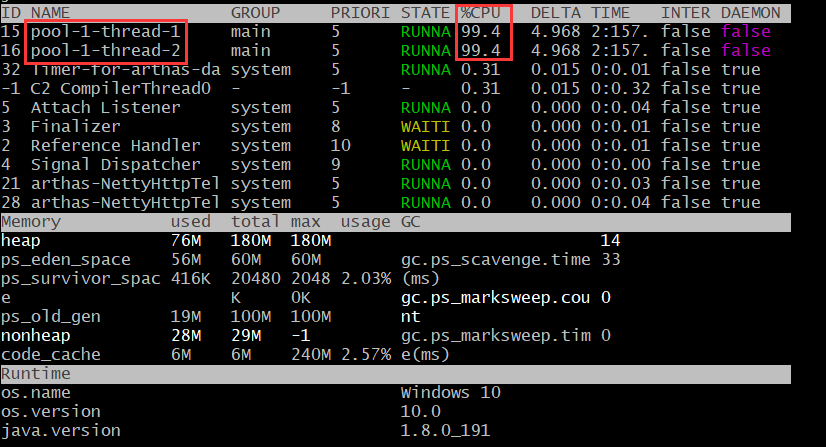 ID NAME GROUP PRIORI STATE %CPU DELTA TIME INTER DAEMON
15 pool-1-thread-1 main 5 RUNNA 99.4 4.968 2:157. false false
16 pool-1-thread-2 main 5 RUNNA 99.4 4.968 2:157. false false
32 Timer-for-arthas-da system 5 RUNNA 0.31 0.015 0:0.01 false true
-1 C2 CompilerThread0 - -1 - 0.31 0.015 0:0.32 false true
5 Attach Listener system 5 RUNNA 0.0 0.000 0:0.04 false true
3 Finalizer system 8 WAITI 0.0 0.000 0:0.01 false true
2 Reference Handler system 10 WAITI 0.0 0.000 0:0.01 false true
4 Signal Dispatcher system 9 RUNNA 0.0 0.000 0:0.00 false true
21 arthas-NettyHttpTel system 5 RUNNA 0.0 0.000 0:0.03 false true
28 arthas-NettyHttpTel system 5 RUNNA 0.0 0.000 0:0.04 false true
Memory used total max usage GC
heap 76M 180M 180M 14
ps_eden_space 56M 60M 60M gc.ps_scavenge.time 33
ps_survivor_spac 416K 20480 2048 2.03% (ms)
e K 0K gc.ps_marksweep.cou 0
ps_old_gen 19M 100M 100M nt
nonheap 28M 29M -1 gc.ps_marksweep.tim 0
code_cache 6M 6M 240M 2.57% e(ms)
Runtime
os.name Windows 10
os.version 10.0
java.version 1.8.0_191